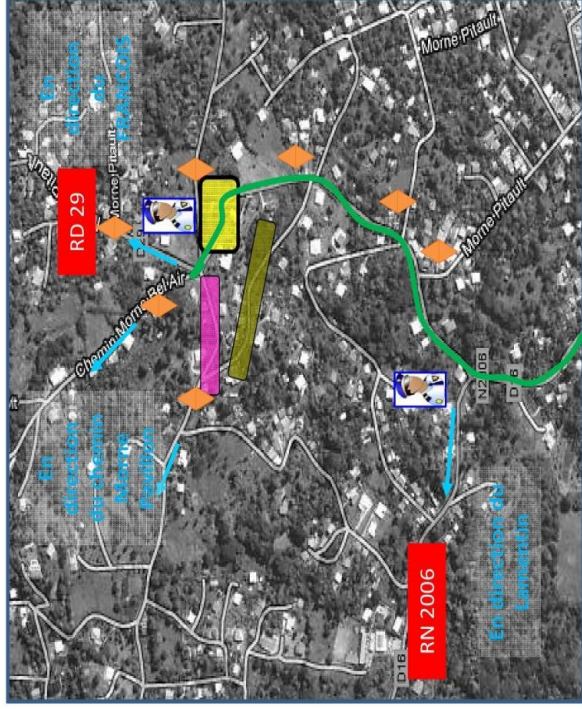 En
direction
du
FRANCOIS
Morne Pitault
RD 29
Morne Pitault
Chemin Morne Bel Air
En
direction
du chemin
Morne
Pavillon
Morne Pitault
N2006
D16
RN 2006
D16
En direction du
Lamentin